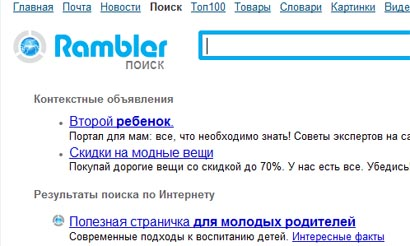 Главная Почта Новости Поиск Топ100 Товары Словари Картинки
Rambler
ПОИСК
Контекстные объявления
Второй ребенок.
Портал для мам: все, что необходимо знать! Советы экспертов на
Скидки на модные вещи
Покупай дорогие вещи со скидкой до 70%. У нас есть все. Убедись
Результаты поиска по Интернету
Полезная страничка для молодых родителей
Современные подходы к воспитанию детей. Интересные факты